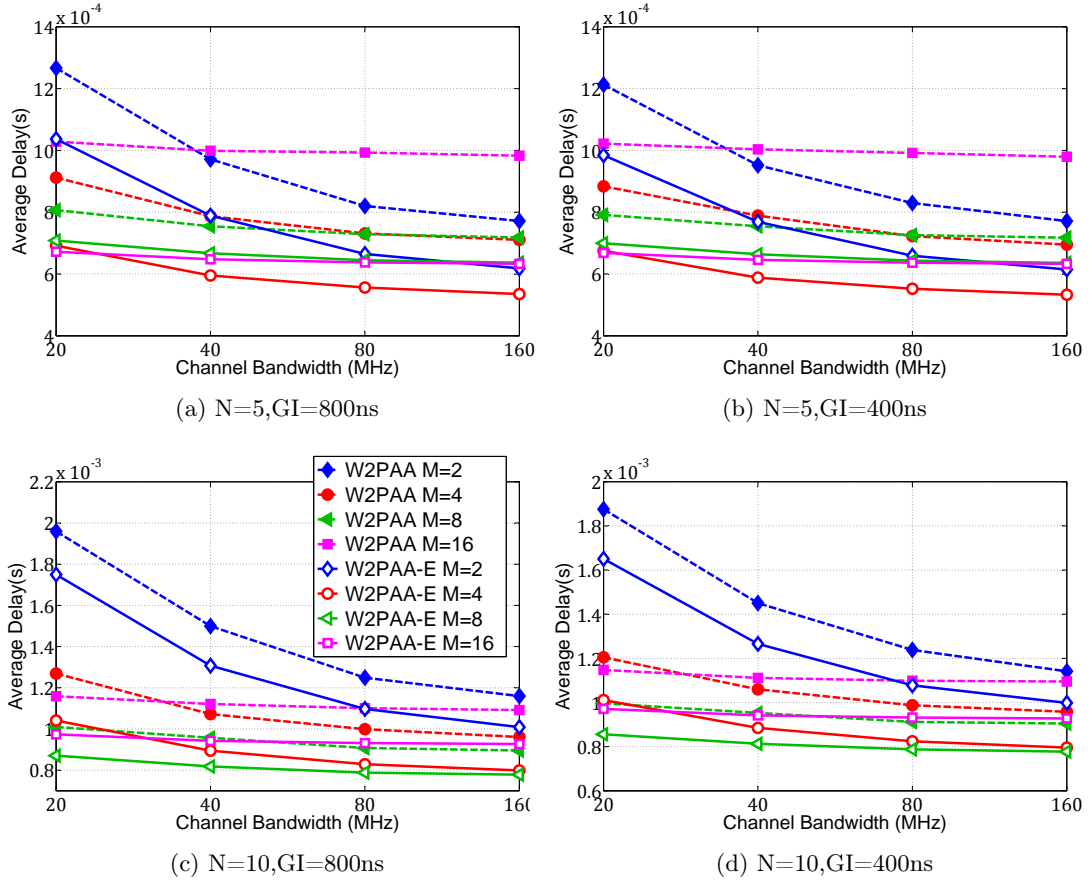 x 10⁻⁴
14
12
10
8
6
4
Average Delay(s)
20 40 80 160
Channel Bandwidth (MHz)
(a) N=5,GI=800ns
x 10⁻⁴
14
12
10
8
6
4
Average Delay(s)
20 40 80 160
Channel Bandwidth (MHz)
(b) N=5,GI=400ns
x 10⁻³
2.2
2
1.8
1.6
1.4
1.2
1
0.8
Average Delay(s)
W2PAA M=2
W2PAA M=4
W2PAA M=8
W2PAA M=16
W2PAA-E M=2
W2PAA-E M=4
W2PAA-E M=8
W2PAA-E M=16
20 40 80 160
Channel Bandwidth (MHz)
(c) N=10,GI=800ns
x 10⁻³
2
1.8
1.6
1.4
1.2
1
0.8
0.6
Average Delay(s)
20 40 80 160
Channel Bandwidth (MHz)
(d) N=10,GI=400ns